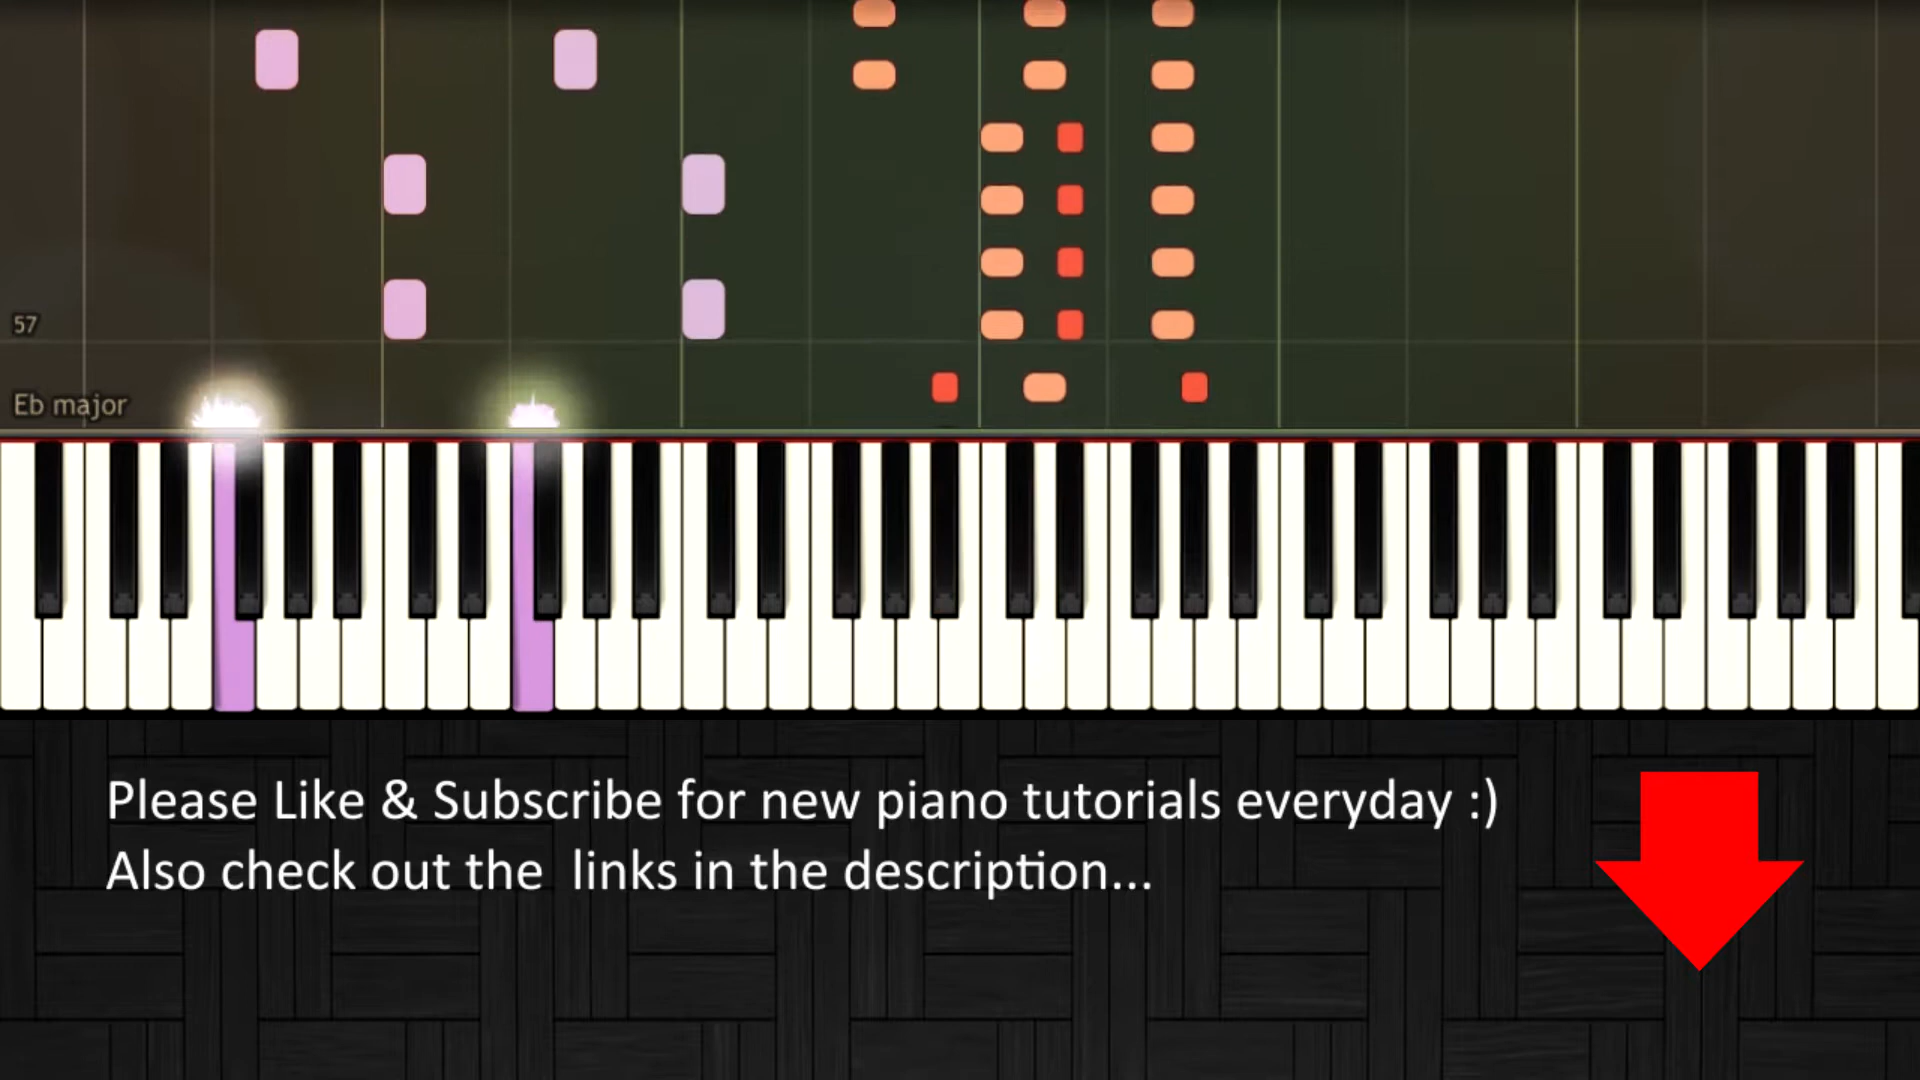 57
Eb major
Please Like & Subscribe for new piano tutorials everyday :)
Also check out the  links in the description...